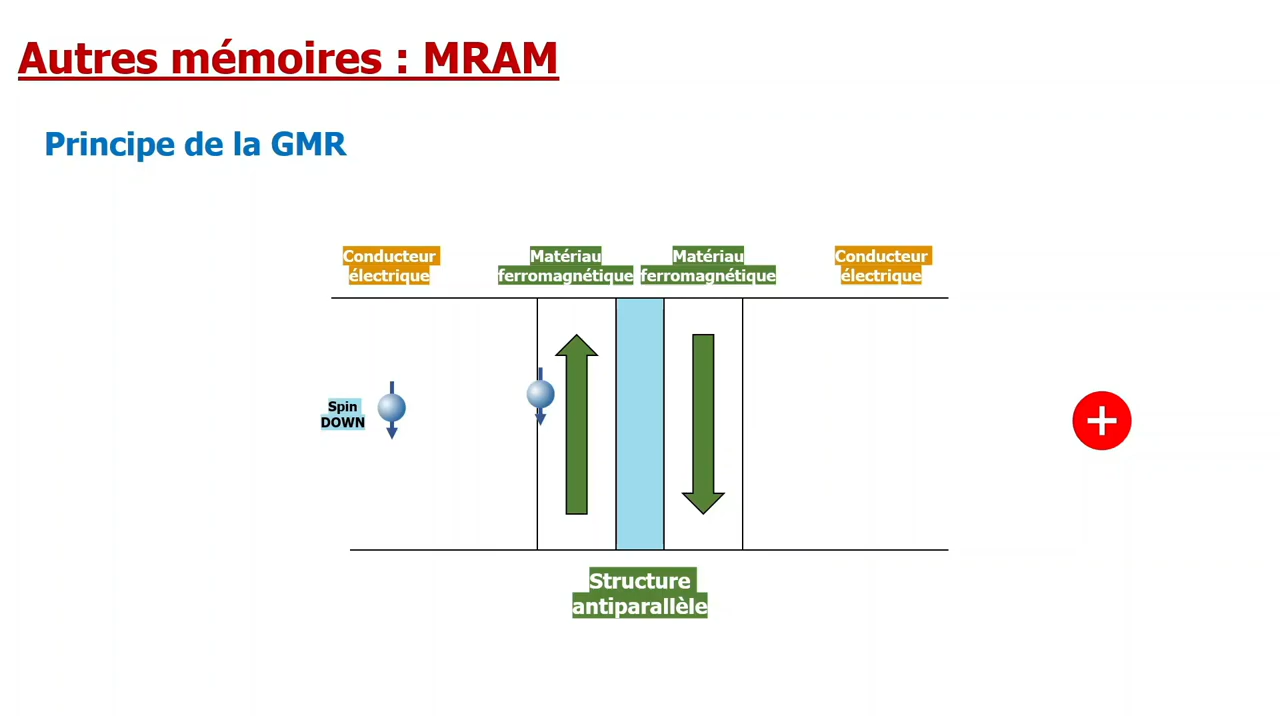 Autres mémoires : MRAM
Principe de la GMR
Conducteur
électrique
Matériau
ferromagnétique
Matériau
ferromagnétique
Conducteur
électrique
Spin
DOWN
+
Structure
antiparallèle